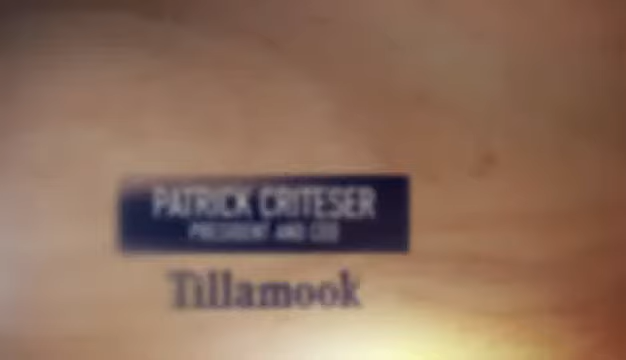 PATRICK CRITESER
PRESIDENT AND CEO
Tillamook